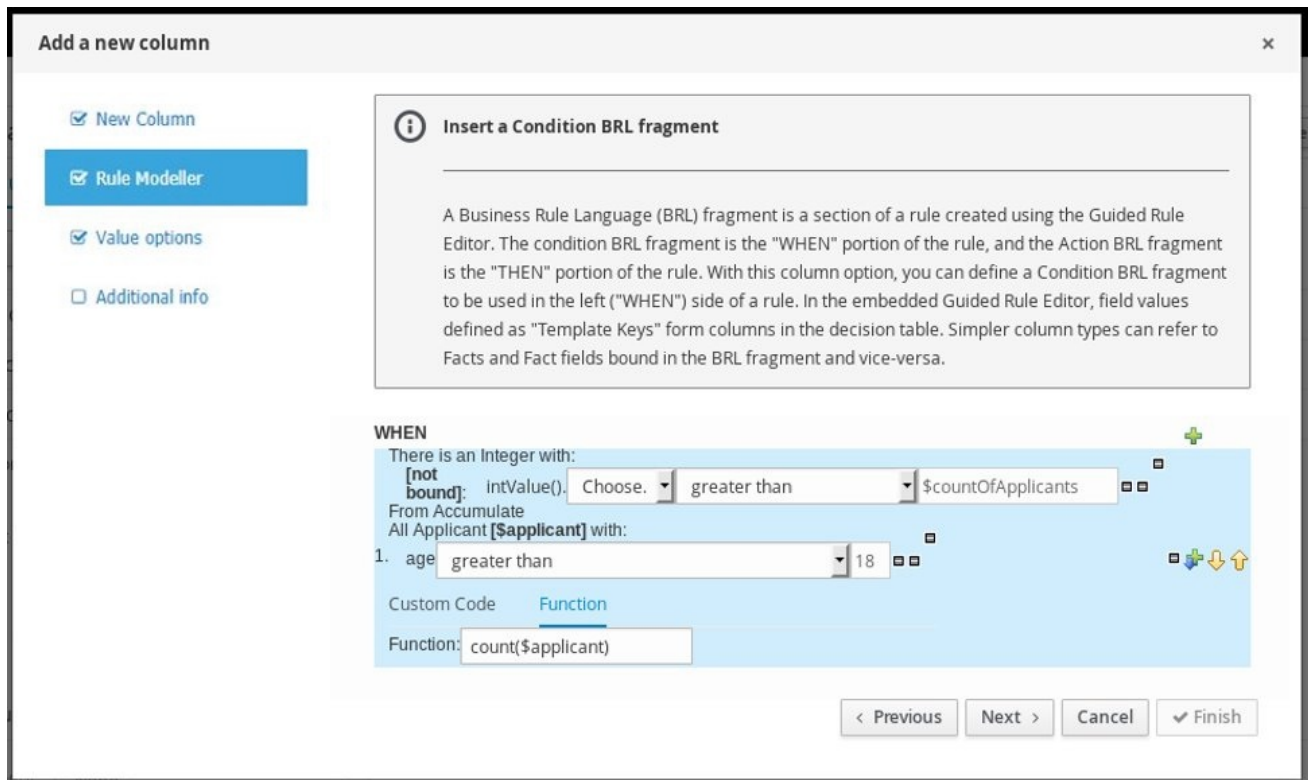 Add a new column
×
New Column
Rule Modeller
Value options
Additional info
Insert a Condition BRL fragment
A Business Rule Language (BRL) fragment is a section of a rule created using the Guided Rule
Editor. The condition BRL fragment is the "WHEN" portion of the rule, and the Action BRL fragment
is the "THEN" portion of the rule. With this column option, you can define a Condition BRL fragment
to be used in the left ("WHEN") side of a rule. In the embedded Guided Rule Editor, field values
defined as "Template Keys" form columns in the decision table. Simpler column types can refer to
Facts and Fact fields bound in the BRL fragment and vice-versa.
WHEN
There is an Integer with:
[not
bound]: intValue(). Choose. greater than $countOfApplicants
From Accumulate
All Applicant [$applicant] with:
1. age greater than 18
Custom Code Function
Function: count($applicant)
< Previous Next > Cancel Finish